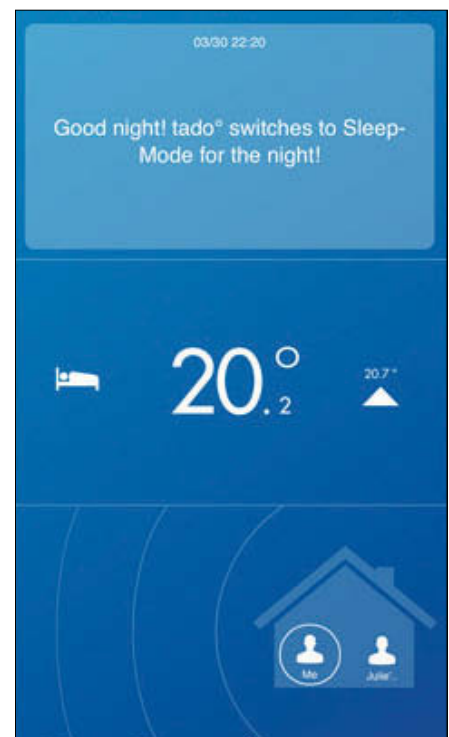 03/30 22:20
Good night! tado° switches to Sleep-
Mode for the night!
20.°2
20.7°
Me
Julie'..